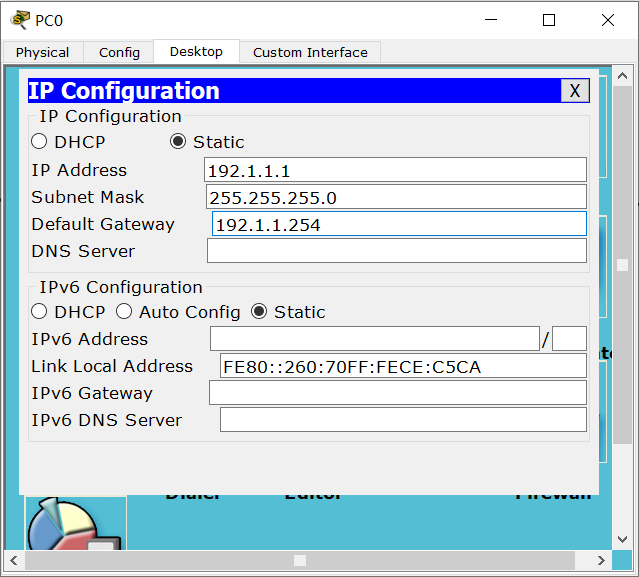 PC0
Physical Config Desktop Custom Interface
IP Configuration X
IP Configuration
DHCP Static
IP Address 192.1.1.1
Subnet Mask 255.255.255.0
Default Gateway 192.1.1.254
DNS Server
IPv6 Configuration
DHCP Auto Config Static
IPv6 Address /
Link Local Address FE80::260:70FF:FECE:C5CA
IPv6 Gateway
IPv6 DNS Server
Dialer Editor Firewall